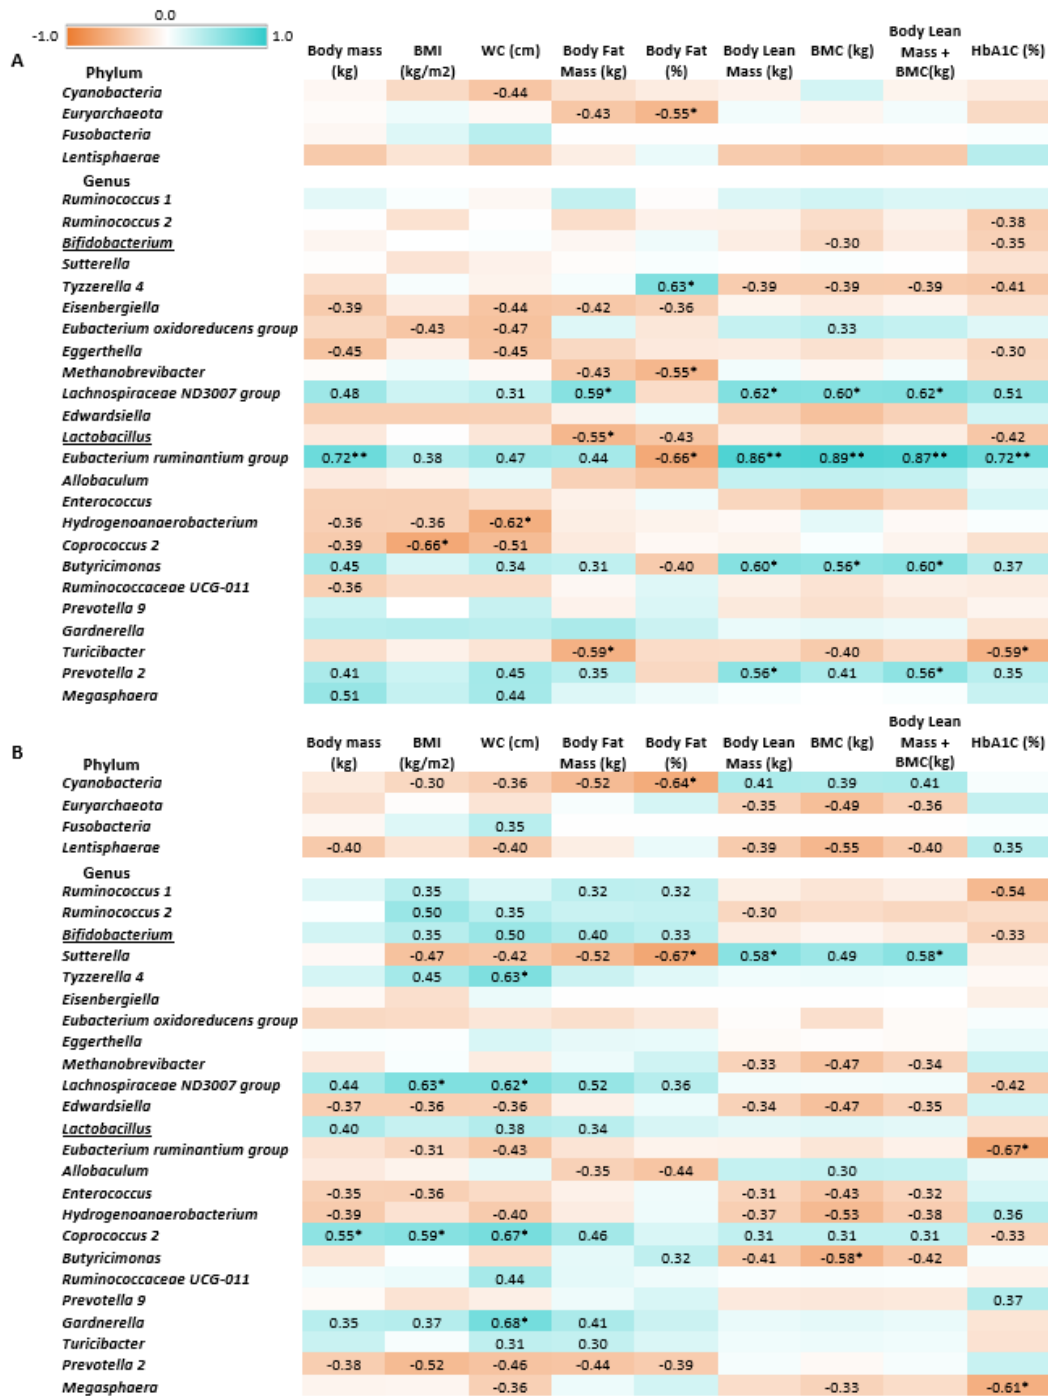 0.0
-1.0 1.0
A
Body mass (kg) BMI (kg/m2) WC (cm) Body Fat Mass (kg) Body Fat (%) Body Lean Mass (kg) BMC (kg) Body Lean Mass + BMC(kg) HbA1C (%)
Phylum
Cyanobacteria -0.44
Euryarchaeota -0.43 -0.55*
Fusobacteria
Lentisphaerae
Genus
Ruminococcus 1
Ruminococcus 2 -0.38
Bifidobacterium -0.30 -0.35
Sutterella
Tyzzerella 4 0.63* -0.39 -0.39 -0.39 -0.41
Eisenbergiella -0.39 -0.44 -0.42 -0.36
Eubacterium oxidoreducens group -0.43 -0.47 0.33
Eggerthella -0.45 -0.45 -0.30
Methanobrevibacter -0.43 -0.55*
Lachnospiraceae ND3007 group 0.48 0.31 0.59* 0.62* 0.60* 0.62* 0.51
Edwardsiella
Lactobacillus -0.55* -0.43 -0.42
Eubacterium ruminantium group 0.72** 0.38 0.47 0.44 -0.66* 0.86** 0.89** 0.87** 0.72**
Allobaculum
Enterococcus
Hydrogenoanaerobacterium -0.36 -0.36 -0.62*
Coprococcus 2 -0.39 -0.66* -0.51
Butyricimonas 0.45 0.34 0.31 -0.40 0.60* 0.56* 0.60* 0.37
Ruminococcaceae UCG-011 -0.36
Prevotella 9
Gardnerella
Turicibacter -0.59* -0.40 -0.59*
Prevotella 2 0.41 0.45 0.35 0.56* 0.41 0.56* 0.35
Megasphaera 0.51 0.44
B
Body mass (kg) BMI (kg/m2) WC (cm) Body Fat Mass (kg) Body Fat (%) Body Lean Mass (kg) BMC (kg) Body Lean Mass + BMC(kg) HbA1C (%)
Phylum
Cyanobacteria -0.30 -0.36 -0.52 -0.64* 0.41 0.39 0.41
Euryarchaeota -0.35 -0.49 -0.36
Fusobacteria 0.35
Lentisphaerae -0.40 -0.40 -0.39 -0.55 -0.40 0.35
Genus
Ruminococcus 1 0.35 0.32 0.32 -0.54
Ruminococcus 2 0.50 0.35 -0.30
Bifidobacterium 0.35 0.50 0.40 0.33 -0.33
Sutterella -0.47 -0.42 -0.52 -0.67* 0.58* 0.49 0.58*
Tyzzerella 4 0.45 0.63*
Eisenbergiella
Eubacterium oxidoreducens group
Eggerthella
Methanobrevibacter -0.33 -0.47 -0.34
Lachnospiraceae ND3007 group 0.44 0.63* 0.62* 0.52 0.36 -0.42
Edwardsiella -0.37 -0.36 -0.36 -0.34 -0.47 -0.35
Lactobacillus 0.40 0.38 0.34
Eubacterium ruminantium group -0.31 -0.43 -0.67*
Allobaculum -0.35 -0.44 0.30
Enterococcus -0.35 -0.36 -0.31 -0.43 -0.32
Hydrogenoanaerobacterium -0.39 -0.40 -0.37 -0.53 -0.38 0.36
Coprococcus 2 0.55* 0.59* 0.67* 0.46 0.31 0.31 0.31 -0.33
Butyricimonas 0.32 -0.41 -0.58* -0.42
Ruminococcaceae UCG-011 0.44
Prevotella 9 0.37
Gardnerella 0.35 0.37 0.68* 0.41
Turicibacter 0.31 0.30
Prevotella 2 -0.38 -0.52 -0.46 -0.44 -0.39
Megasphaera -0.36 -0.33 -0.61*